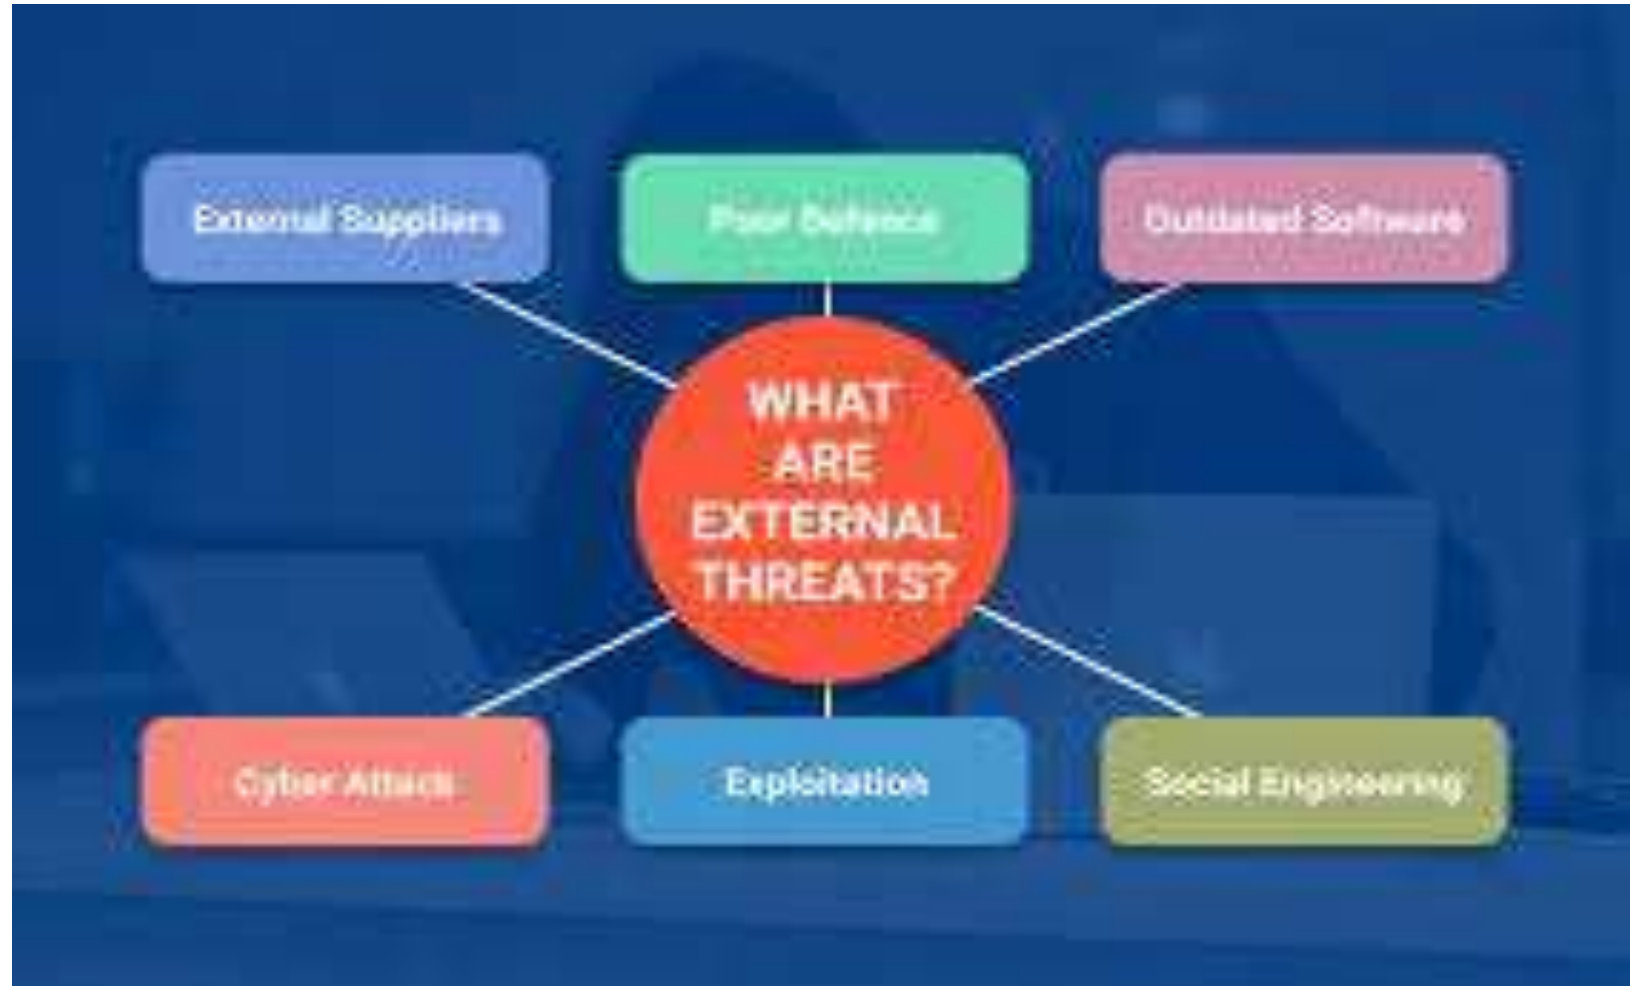 External Suppliers
Poor Defence
Outdated Software
WHAT
ARE
EXTERNAL
THREATS?
Cyber Attack
Exploitation
Social Engineering